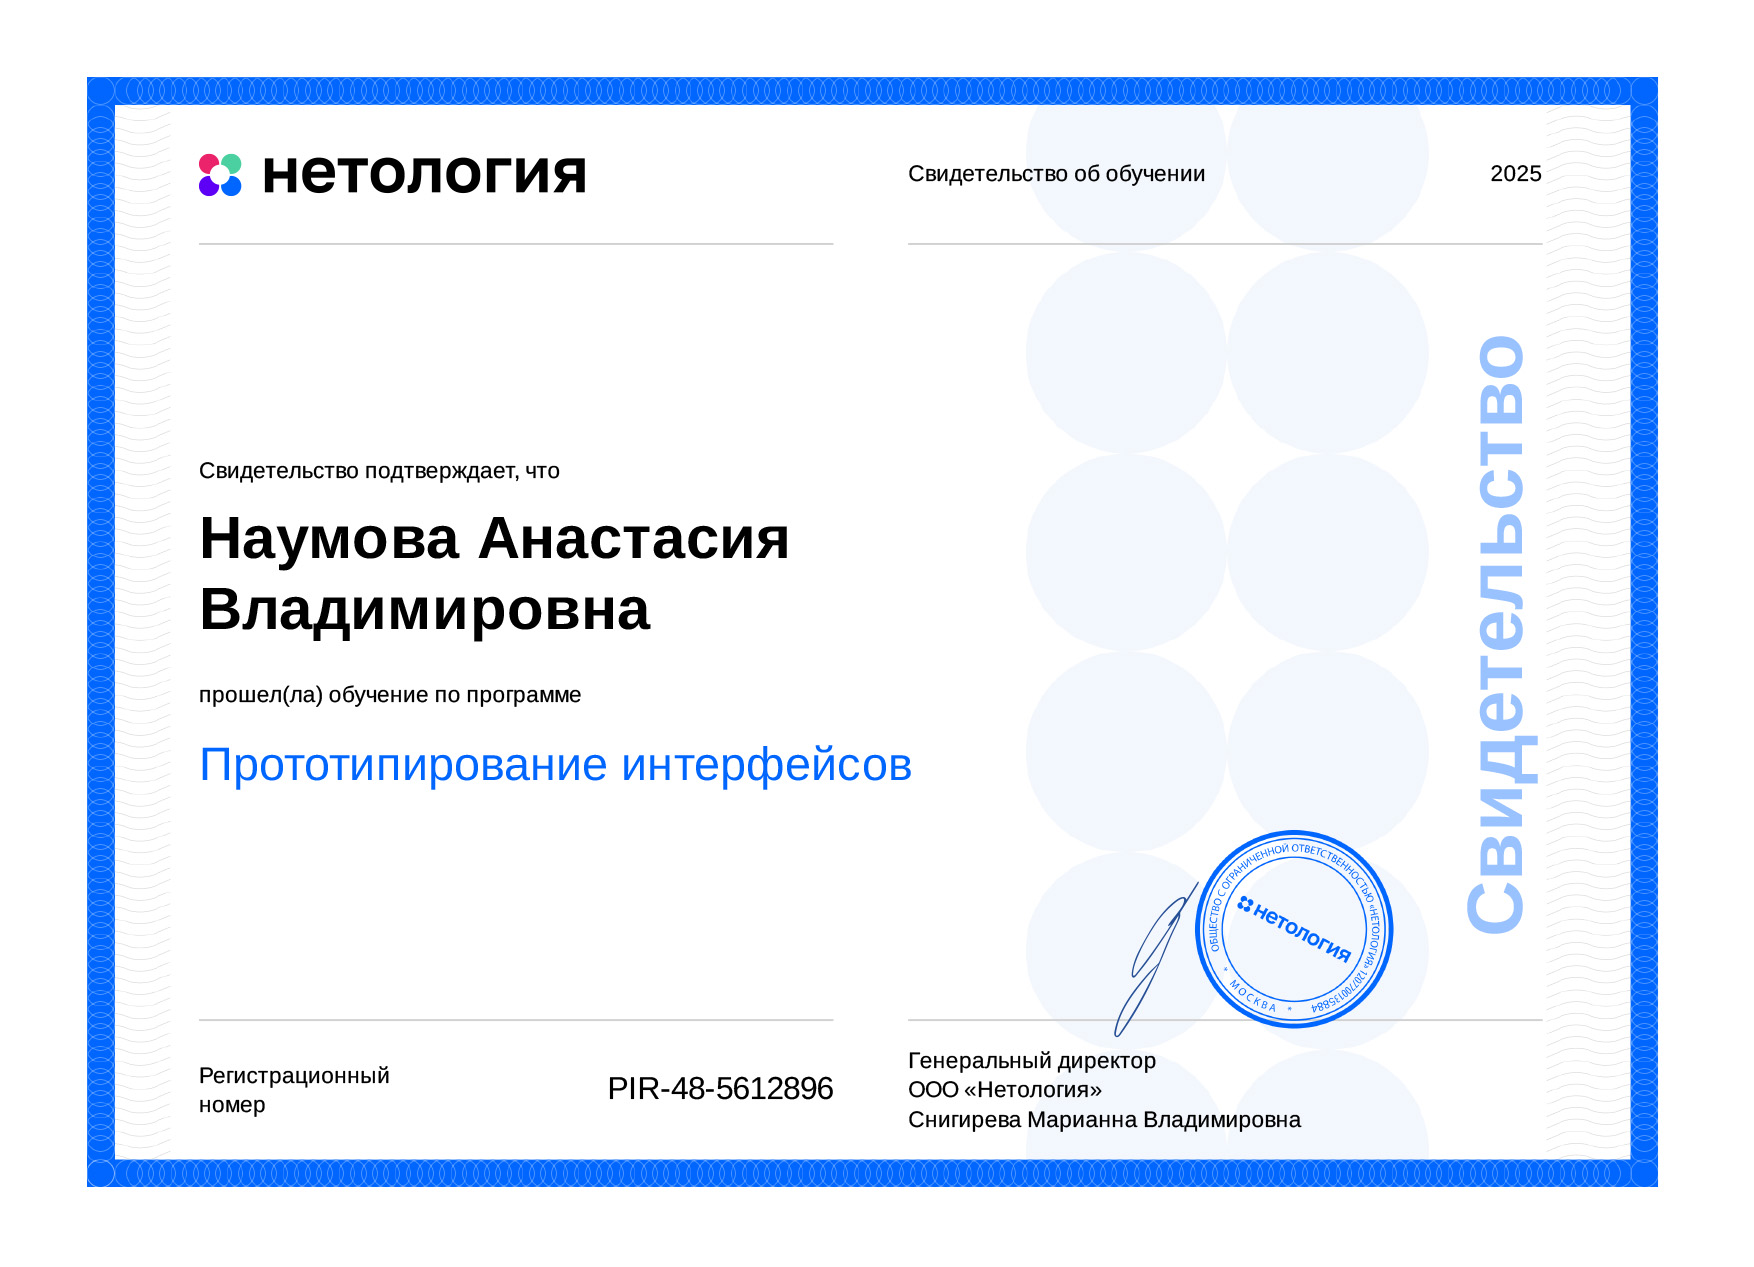 нетология
Свидетельство об обучении
2025
Свидетельство подтверждает, что
Наумова Анастасия
Владимировна
прошел(ла) обучение по программе
Прототипирование интерфейсов
Свидетельство
ОБЩЕСТВО С ОГРАНИЧЕННОЙ ОТВЕТСТВЕННОСТЬЮ «НЕТОЛОГИЯ» 1207700135884
* МОСКВА *
нетология
Регистрационный
номер
PIR-48-5612896
Генеральный директор
ООО «Нетология»
Снигирева Марианна Владимировна